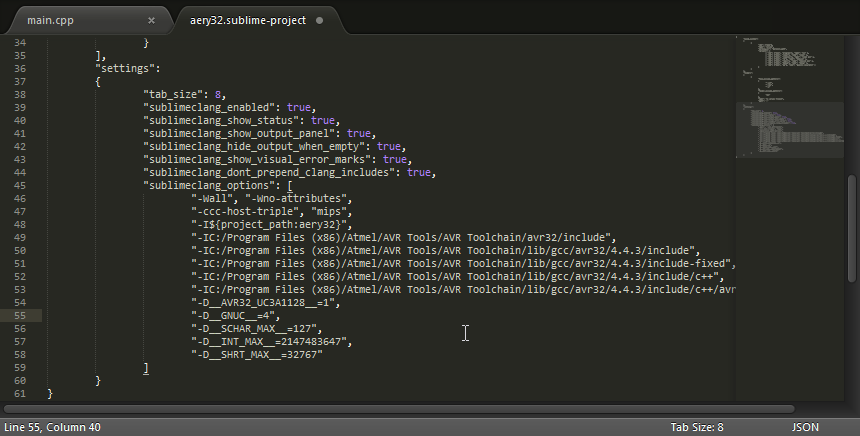 main.cpp × aery32.sublime-project
34 }
35 ],
36 "settings":
37 {
38 "tab_size": 8,
39 "sublimeclang_enabled": true,
40 "sublimeclang_show_status": true,
41 "sublimeclang_show_output_panel": true,
42 "sublimeclang_hide_output_when_empty": true,
43 "sublimeclang_show_visual_error_marks": true,
44 "sublimeclang_dont_prepend_clang_includes": true,
45 "sublimeclang_options": [
46 "-Wall", "-Wno-attributes",
47 "-ccc-host-triple", "mips",
48 "-I${project_path:aery32}",
49 "-IC:/Program Files (x86)/Atmel/AVR Tools/AVR Toolchain/avr32/include",
50 "-IC:/Program Files (x86)/Atmel/AVR Tools/AVR Toolchain/lib/gcc/avr32/4.4.3/include",
51 "-IC:/Program Files (x86)/Atmel/AVR Tools/AVR Toolchain/lib/gcc/avr32/4.4.3/include-fixed",
52 "-IC:/Program Files (x86)/Atmel/AVR Tools/AVR Toolchain/lib/gcc/avr32/4.4.3/include/c++",
53 "-IC:/Program Files (x86)/Atmel/AVR Tools/AVR Toolchain/lib/gcc/avr32/4.4.3/include/c++/avr
54 "-D__AVR32_UC3A1128__=1",
55 "-D__GNUC__=4",
56 "-D__SCHAR_MAX__=127",
57 "-D__INT_MAX__=2147483647",
58 "-D__SHRT_MAX__=32767"
59 ]
60 }
61 }
Line 55, Column 40 Tab Size: 8 JSON